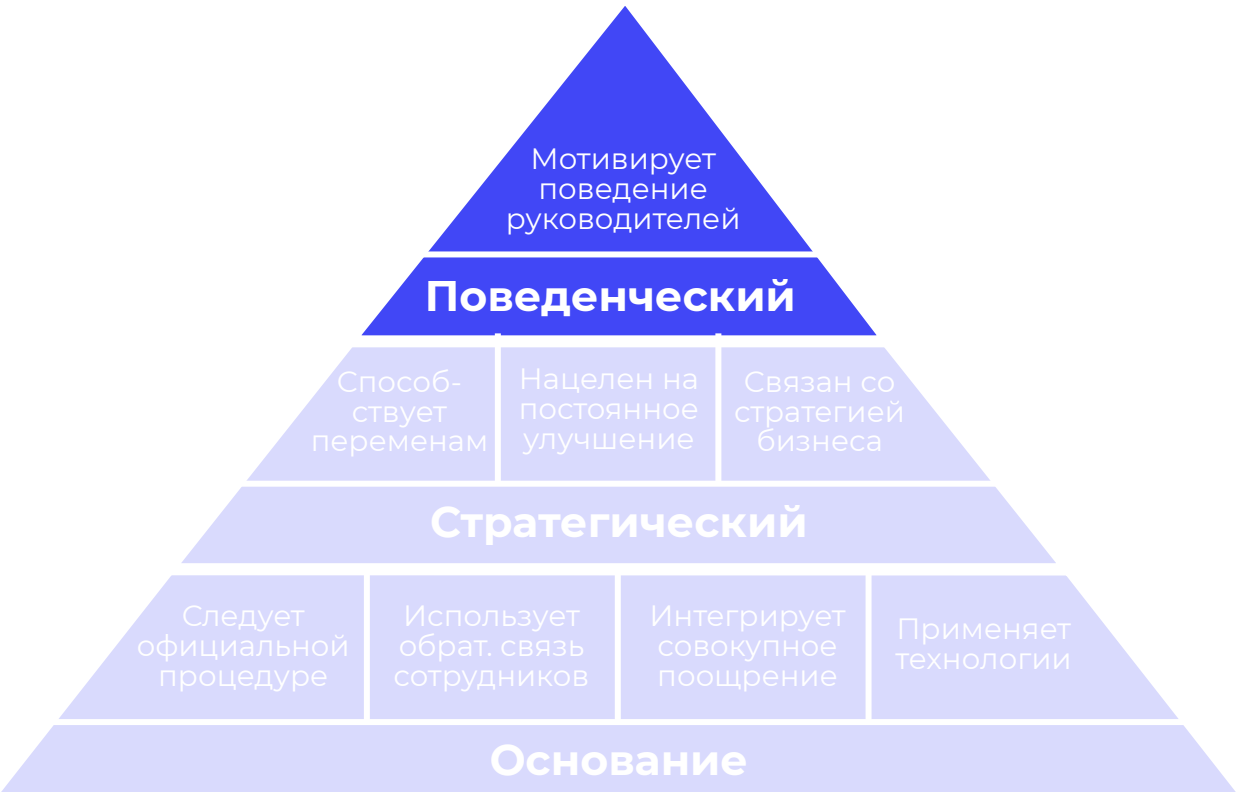 Мотивирует
поведение
руководителей
Поведенческий
Способ-
ствует
переменам
Нацелен на
постоянное
улучшение
Связан со
стратегией
бизнеса
Стратегический
Следует
официальной
процедуре
Использует
обрат. связь
сотрудников
Интегрирует
совокупное
поощрение
Применяет
технологии
Основание